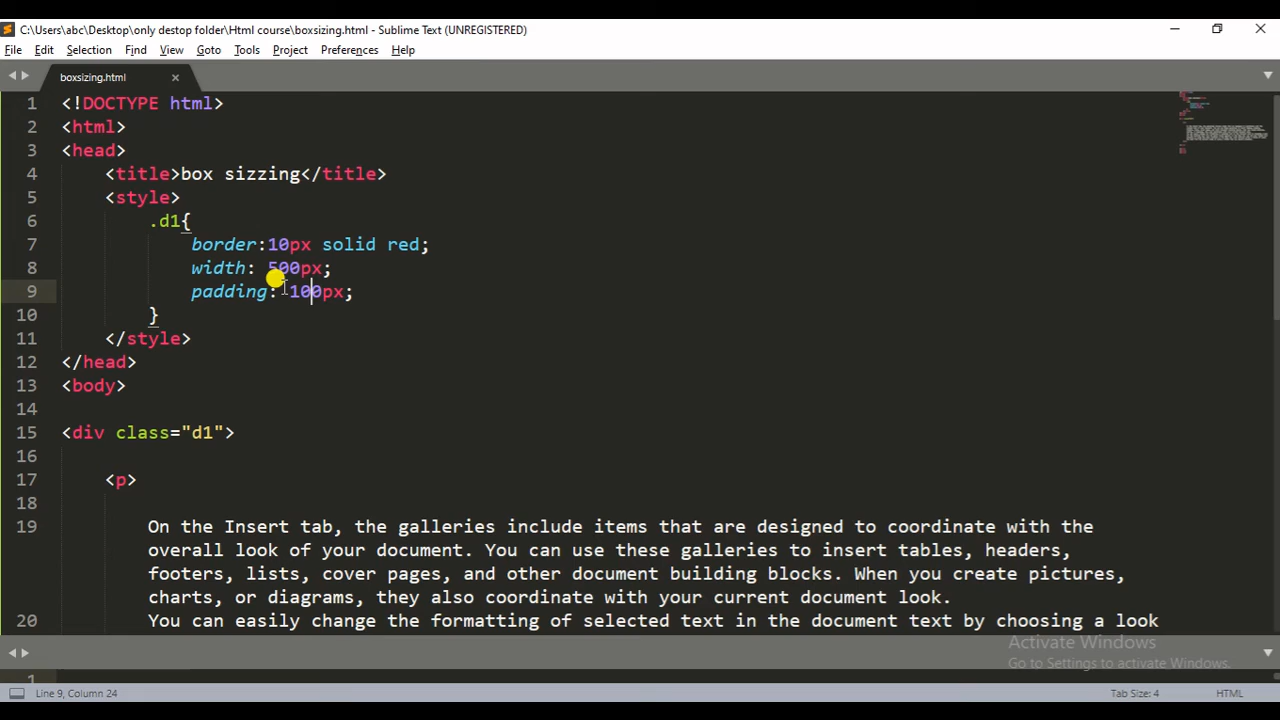 C:\Users\abc\Desktop\only destop folder\Html course\boxsizing.html - Sublime Text (UNREGISTERED)
File Edit Selection Find View Goto Tools Project Preferences Help
boxsizing.html
1 <!DOCTYPE html>
2 <html>
3 <head>
4 <title>box sizzing</title>
5 <style>
6 .d1{
7 border:10px solid red;
8 width: 500px;
9 padding: 100px;
10 }
11 </style>
12 </head>
13 <body>
14
15 <div class="d1">
16
17 <p>
18
19 On the Insert tab, the galleries include items that are designed to coordinate with the
overall look of your document. You can use these galleries to insert tables, headers,
footers, lists, cover pages, and other document building blocks. When you create pictures,
charts, or diagrams, they also coordinate with your current document look.
20 You can easily change the formatting of selected text in the document text by choosing a look
Activate Windows
Go to Settings to activate Windows.
1
Line 9, Column 24
Tab Size: 4
HTML